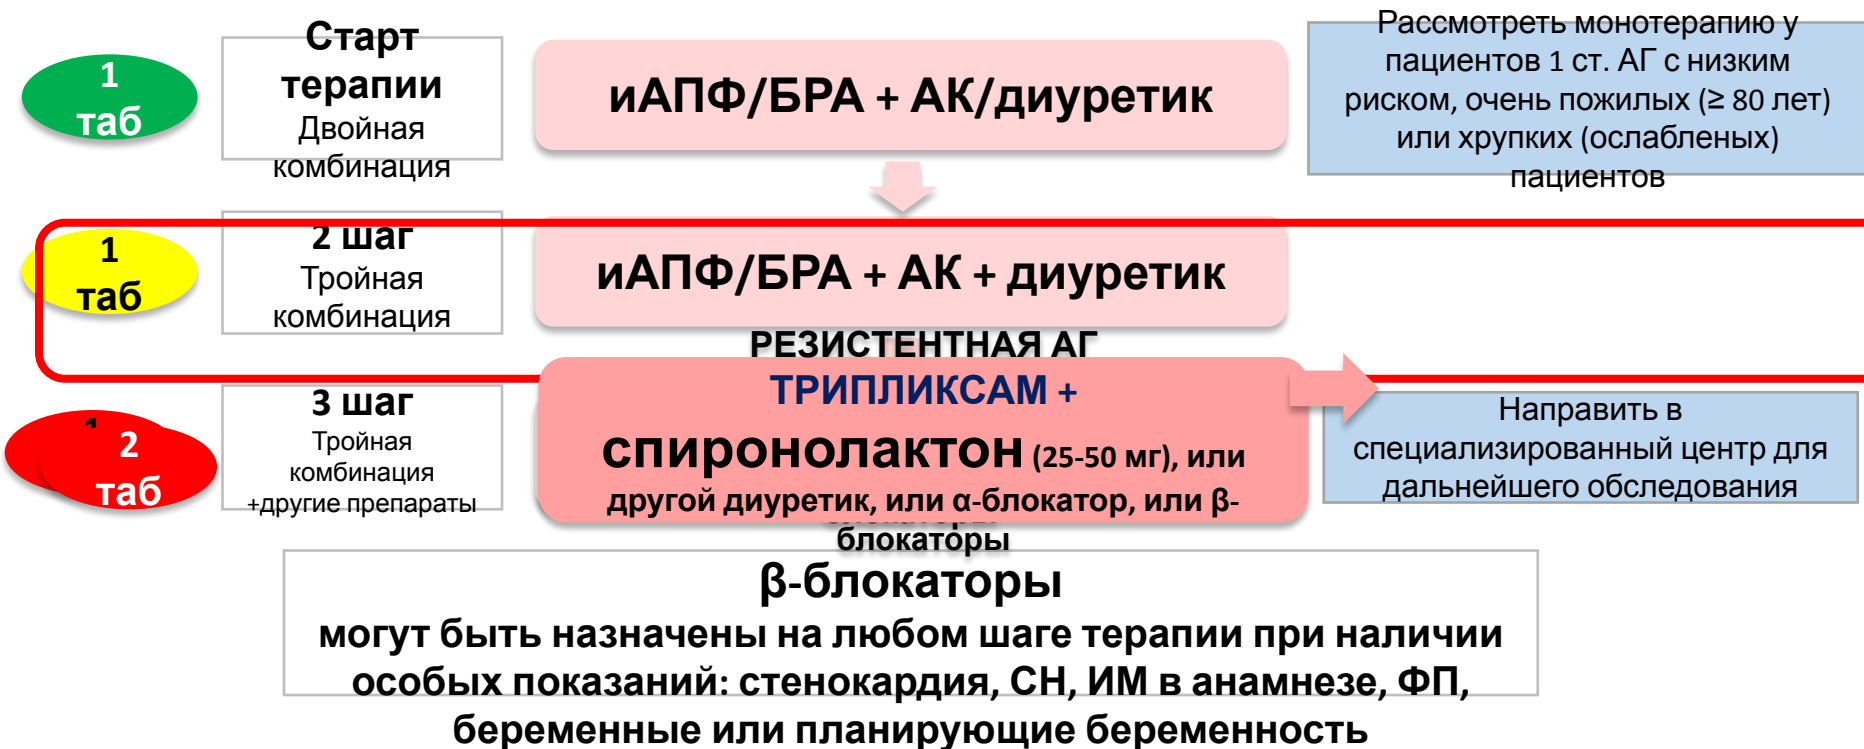 1
таб
Старт
терапии
Двойная
комбинация
иАПФ/БРА + АК/диуретик
Рассмотреть монотерапию у
пациентов 1 ст. АГ с низким
риском, очень пожилых (≥ 80 лет)
или хрупких (ослабленых)
пациентов
1
таб
2 шаг
Тройная
комбинация
иАПФ/БРА + АК + диуретик
РЕЗИСТЕНТНАЯ АГ
1
2
таб
3 шаг
Тройная
комбинация
+другие препараты
ТРИПЛИКСАМ +
спиронолактон (25-50 мг), или
другой диуретик, или α-блокатор, или β-
блокаторы
Направить в
специализированный центр для
дальнейшего обследования
β-блокаторы
могут быть назначены на любом шаге терапии при наличии
особых показаний: стенокардия, СН, ИМ в анамнезе, ФП,
беременные или планирующие беременность